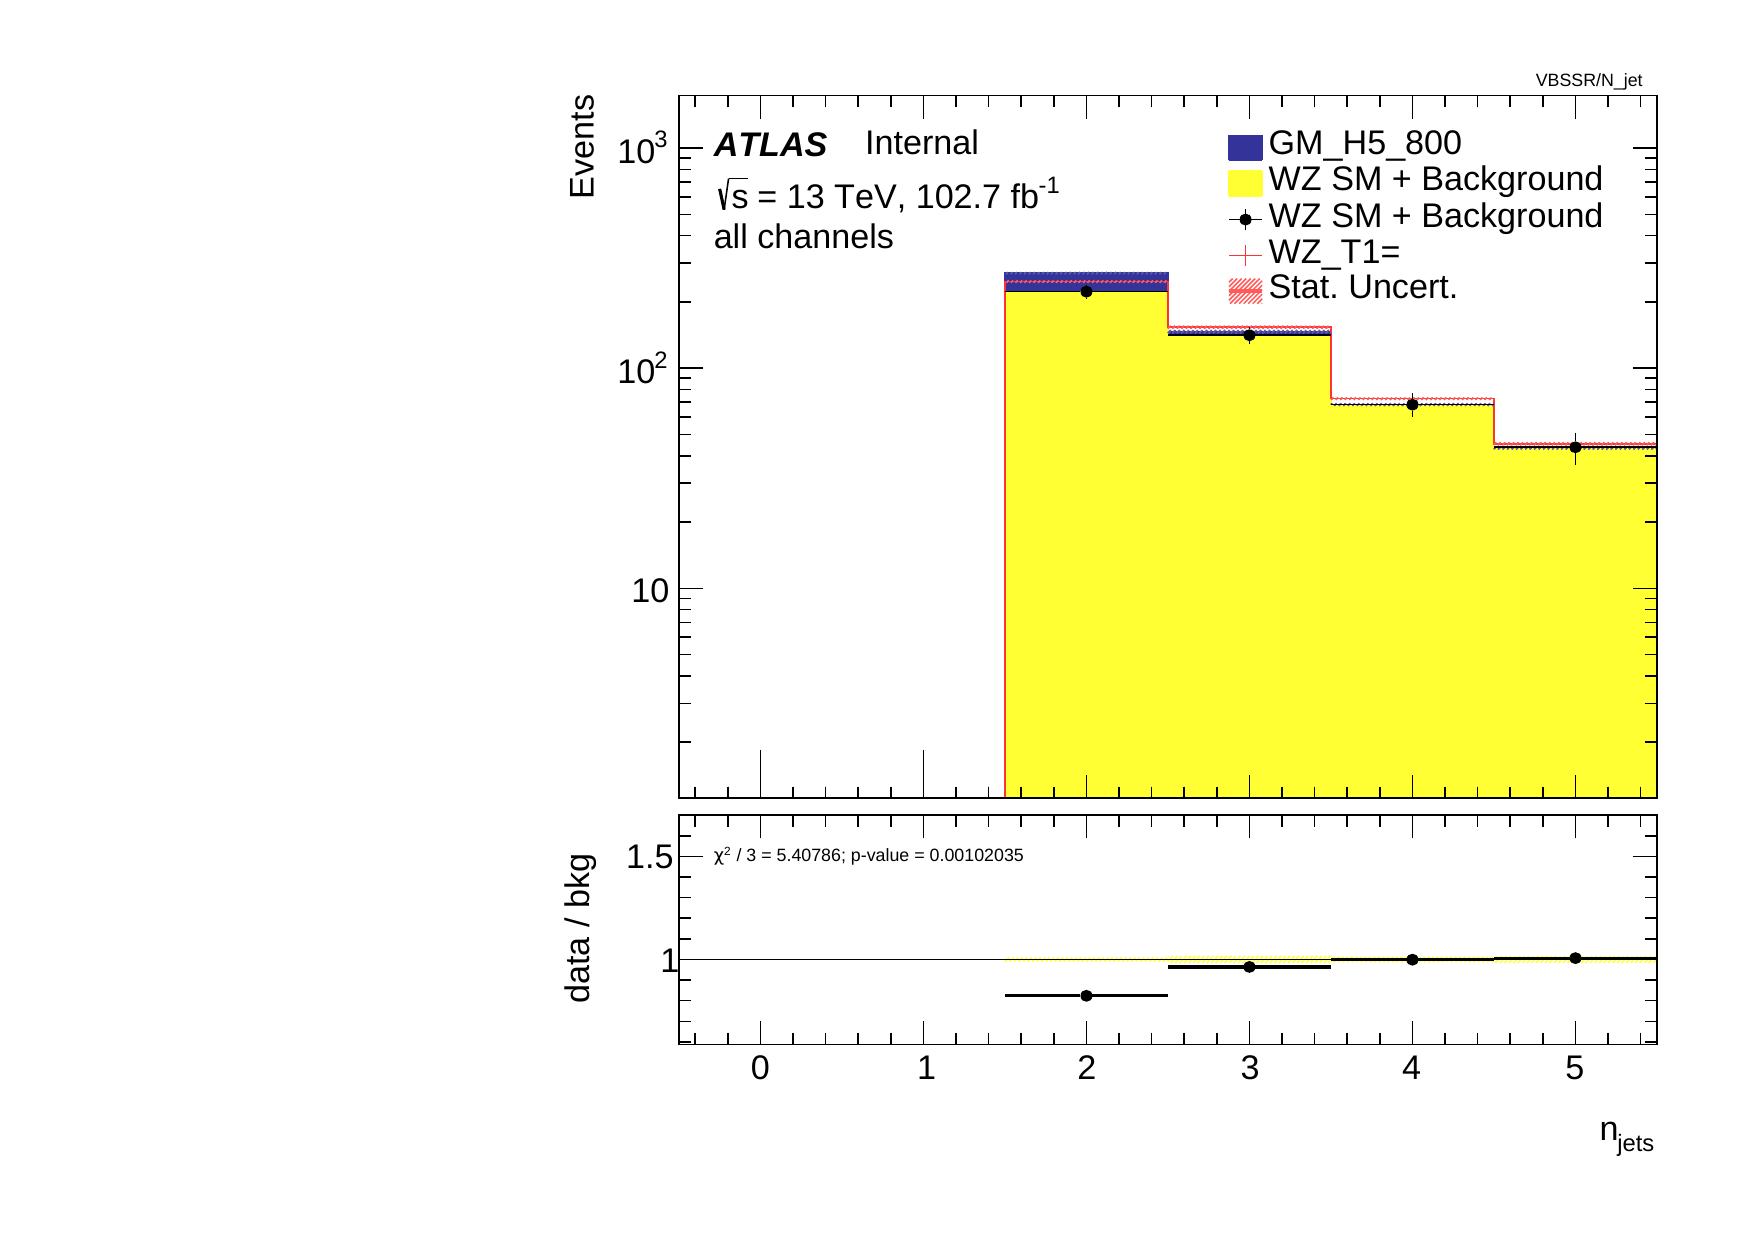 VBSSR/N_jet
Events
ATLAS Internal
√s = 13 TeV, 102.7 fb-1
all channels
GM_H5_800
WZ SM + Background
WZ SM + Background
WZ_T1=
Stat. Uncert.
10³
10²
10
data / bkg
χ² / 3 = 5.40786; p-value = 0.00102035
1.5
1
0 1 2 3 4 5
njets